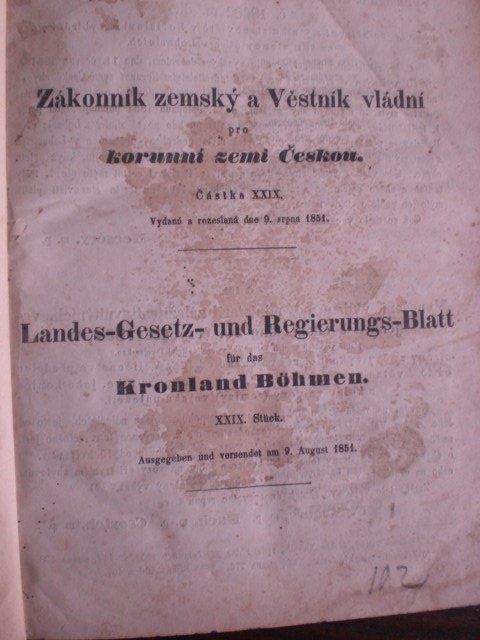 Zákonník zemský a Věstník vládní
pro
korunní zemi Českou.
Částka XXIX.
Vydaná a rozeslaná dne 9. srpna 1851.
Landes-Gesetz- und Regierungs-Blatt
für das
Kronland Böhmen.
XXIX. Stück.
Ausgegeben und versendet am 9. August 1851.
102